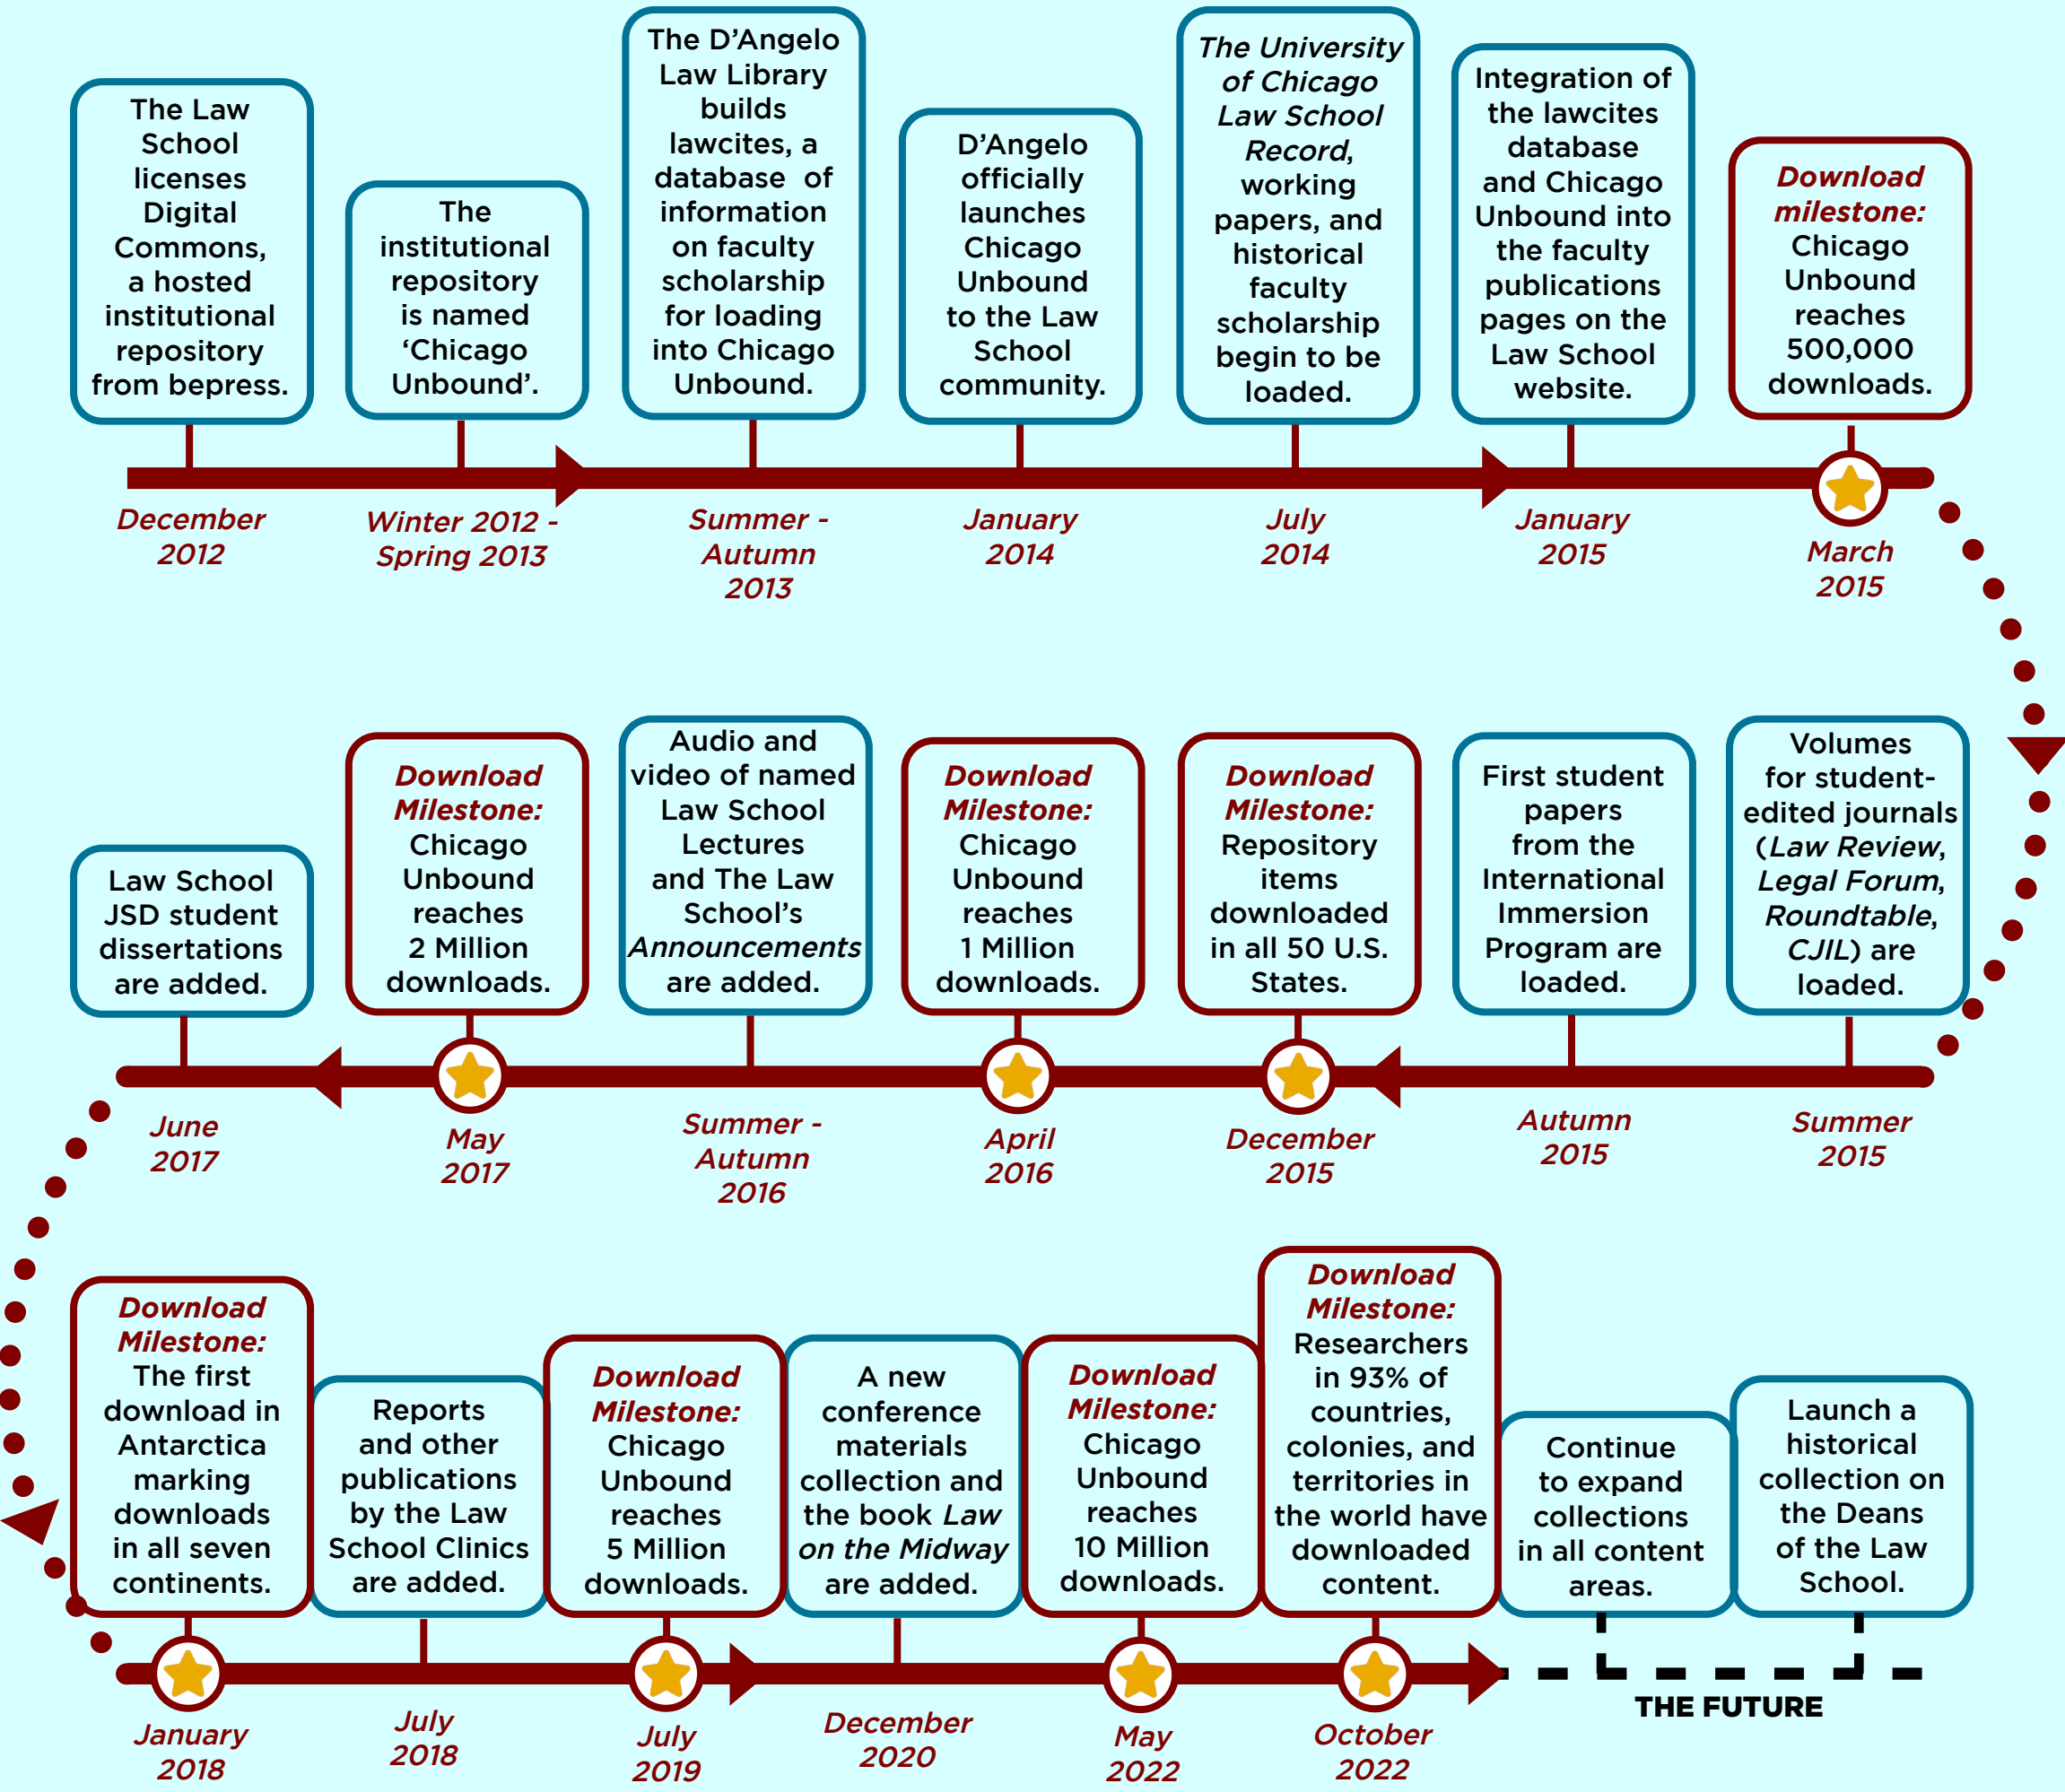 The Law
School
licenses
Digital
Commons,
a hosted
institutional
repository
from bepress.
December
2012
The
institutional
repository
is named
‘Chicago
Unbound’.
Winter 2012 -
Spring 2013
The D’Angelo
Law Library
builds
lawcites, a
database of
information
on faculty
scholarship
for loading
into Chicago
Unbound.
Summer -
Autumn
2013
D’Angelo
officially
launches
Chicago
Unbound
to the Law
School
community.
January
2014
The University
of Chicago
Law School
Record,
working
papers, and
historical
faculty
scholarship
begin to be
loaded.
July
2014
Integration of
the lawcites
database
and Chicago
Unbound into
the faculty
publications
pages on the
Law School
website.
January
2015
Download
milestone:
Chicago
Unbound
reaches
500,000
downloads.
March
2015
Volumes
for student-
edited journals
(Law Review,
Legal Forum,
Roundtable,
CJIL) are
loaded.
Summer
2015
First student
papers
from the
International
Immersion
Program are
loaded.
Autumn
2015
Download
Milestone:
Repository
items
downloaded
in all 50 U.S.
States.
December
2015
Download
Milestone:
Chicago
Unbound
reaches
1 Million
downloads.
April
2016
Audio and
video of named
Law School
Lectures
and The Law
School’s
Announcements
are added.
Summer -
Autumn
2016
Download
Milestone:
Chicago
Unbound
reaches
2 Million
downloads.
May
2017
Law School
JSD student
dissertations
are added.
June
2017
Download
Milestone:
The first
download in
Antarctica
marking
downloads
in all seven
continents.
January
2018
Reports
and other
publications
by the Law
School Clinics
are added.
July
2018
Download
Milestone:
Chicago
Unbound
reaches
5 Million
downloads.
July
2019
A new
conference
materials
collection and
the book Law
on the Midway
are added.
December
2020
Download
Milestone:
Chicago
Unbound
reaches
10 Million
downloads.
May
2022
Download
Milestone:
Researchers
in 93% of
countries,
colonies, and
territories in
the world have
downloaded
content.
October
2022
Continue
to expand
collections
in all content
areas.
Launch a
historical
collection on
the Deans
of the Law
School.
THE FUTURE